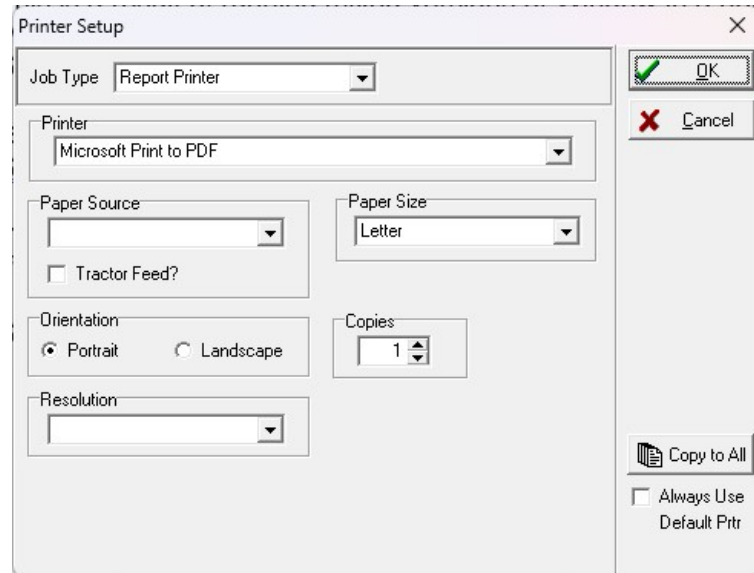 Printer Setup
Job Type Report Printer
OK
Cancel
Printer
Microsoft Print to PDF
Paper Source
Paper Size
Letter
Tractor Feed?
Orientation
Portrait Landscape
Copies
1
Resolution
Copy to All
Always Use
Default Prtr